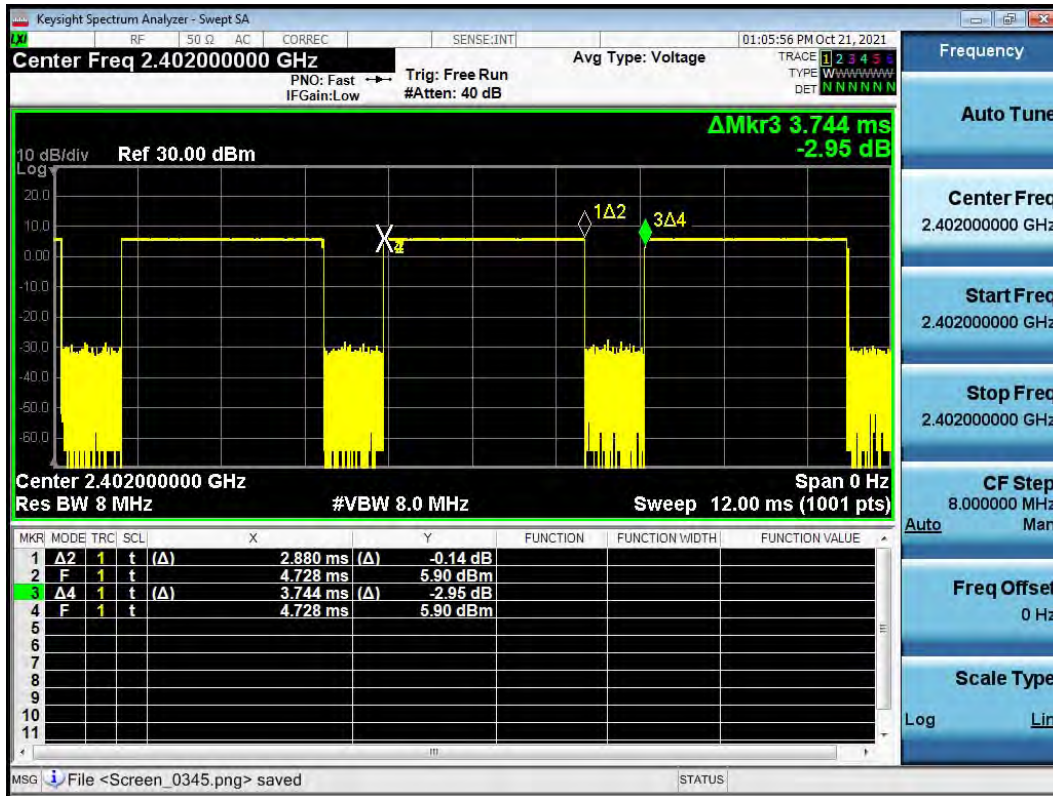 Keysight Spectrum Analyzer - Swept SA
LXI RF 50 Ω AC CORREC SENSE:INT 01:05:56 PM Oct 21, 2021
Center Freq 2.402000000 GHz
PNO: Fast
IFGain:Low
Trig: Free Run
#Atten: 40 dB
Avg Type: Voltage
TRACE 1 2 3 4 5 6
TYPE WWWWWWW
DET N N N N N N
ΔMkr3 3.744 ms
-2.95 dB
10 dB/div Ref 30.00 dBm
Log
20.0
10.0
0.00
-10.0
-20.0
-30.0
-40.0
-50.0
-60.0
1Δ2
3Δ4
Center 2.402000000 GHz Span 0 Hz
Res BW 8 MHz #VBW 8.0 MHz Sweep 12.00 ms (1001 pts)
MKR MODE TRC SCL X Y FUNCTION FUNCTION WIDTH FUNCTION VALUE
1 Δ2 1 t (Δ) 2.880 ms (Δ) -0.14 dB
2 F 1 t 4.728 ms 5.90 dBm
3 Δ4 1 t (Δ) 3.744 ms (Δ) -2.95 dB
4 F 1 t 4.728 ms 5.90 dBm
5
6
7
8
9
10
11
MSG File <Screen_0345.png> saved STATUS
Frequency
Auto Tune
Center Freq
2.402000000 GHz
Start Freq
2.402000000 GHz
Stop Freq
2.402000000 GHz
CF Step
8.000000 MHz
Auto Man
Freq Offset
0 Hz
Scale Type
Log Lin